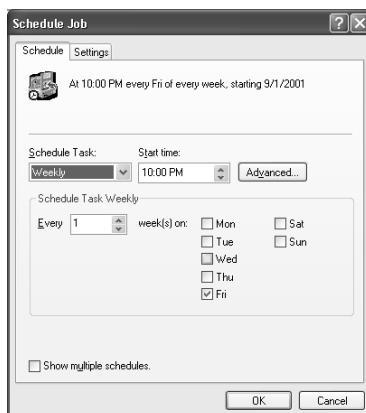 Schedule Job
Schedule Settings
At 10:00 PM every Fri of every week, starting 9/1/2001
Schedule Task: Start time:
Weekly 10:00 PM Advanced...
Schedule Task Weekly
Every 1 week(s) on: Mon Sat
Tue Sun
Wed
Thu
Fri
Show multiple schedules.
OK Cancel